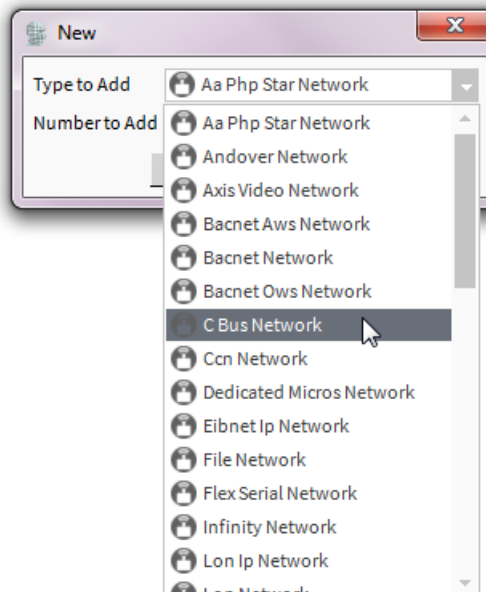 New
Type to Add
Aa Php Star Network
Number to Add
Aa Php Star Network
Andover Network
Axis Video Network
Bacnet Aws Network
Bacnet Network
Bacnet Ows Network
C Bus Network
Ccn Network
Dedicated Micros Network
Eibnet Ip Network
File Network
Flex Serial Network
Infinity Network
Lon Ip Network
Lon Network